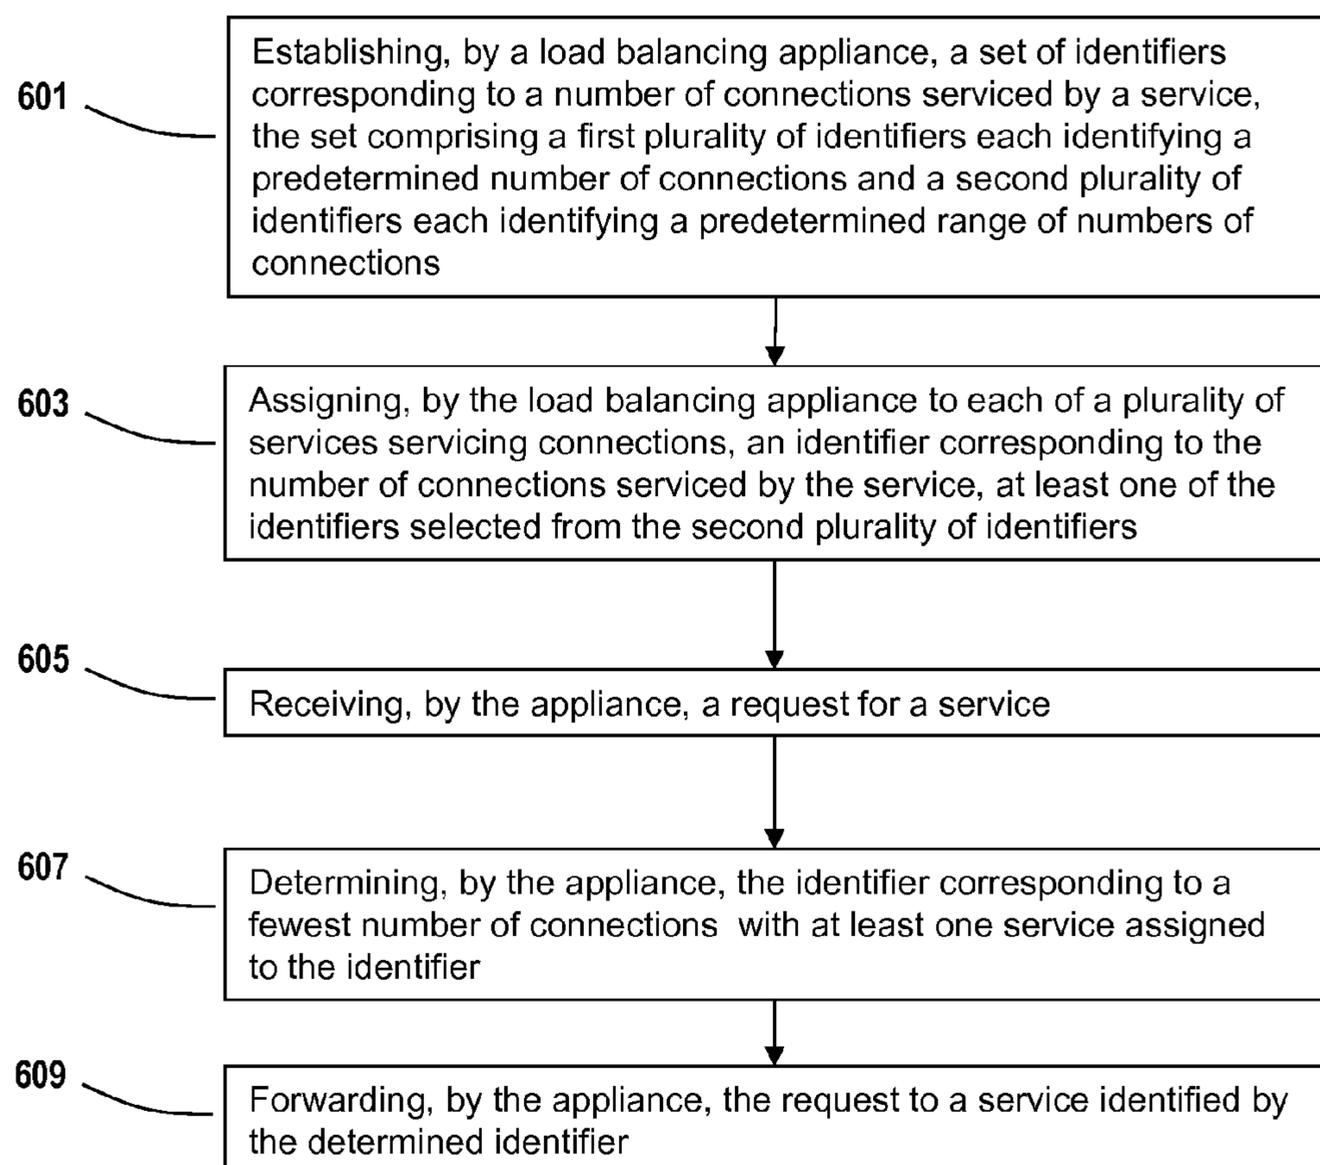 601
Establishing, by a load balancing appliance, a set of identifiers
corresponding to a number of connections serviced by a service,
the set comprising a first plurality of identifiers each identifying a
predetermined number of connections and a second plurality of
identifiers each identifying a predetermined range of numbers of
connections
603
Assigning, by the load balancing appliance to each of a plurality of
services servicing connections, an identifier corresponding to the
number of connections serviced by the service, at least one of the
identifiers selected from the second plurality of identifiers
605
Receiving, by the appliance, a request for a service
607
Determining, by the appliance, the identifier corresponding to a
fewest number of connections with at least one service assigned
to the identifier
609
Forwarding, by the appliance, the request to a service identified by
the determined identifier